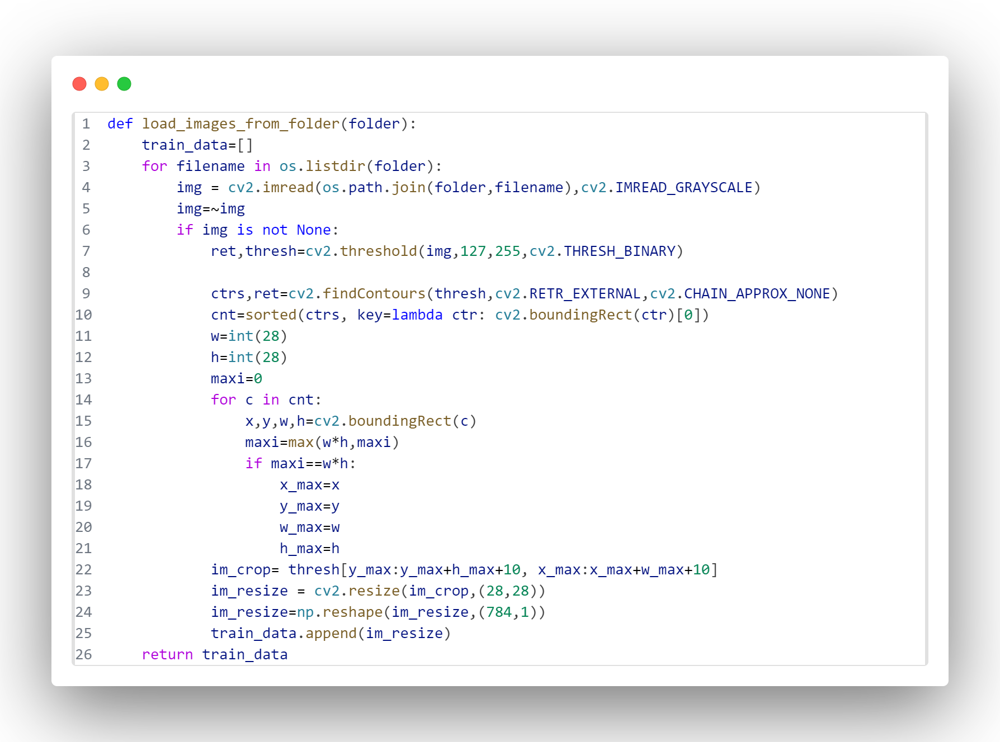 1 def load_images_from_folder(folder):
2     train_data=[]
3     for filename in os.listdir(folder):
4         img = cv2.imread(os.path.join(folder,filename),cv2.IMREAD_GRAYSCALE)
5         img=~img
6         if img is not None:
7             ret,thresh=cv2.threshold(img,127,255,cv2.THRESH_BINARY)
8
9             ctrs,ret=cv2.findContours(thresh,cv2.RETR_EXTERNAL,cv2.CHAIN_APPROX_NONE)
10             cnt=sorted(ctrs, key=lambda ctr: cv2.boundingRect(ctr)[0])
11             w=int(28)
12             h=int(28)
13             maxi=0
14             for c in cnt:
15                 x,y,w,h=cv2.boundingRect(c)
16                 maxi=max(w*h,maxi)
17                 if maxi==w*h:
18                     x_max=x
19                     y_max=y
20                     w_max=w
21                     h_max=h
22             im_crop= thresh[y_max:y_max+h_max+10, x_max:x_max+w_max+10]
23             im_resize = cv2.resize(im_crop,(28,28))
24             im_resize=np.reshape(im_resize,(784,1))
25             train_data.append(im_resize)
26     return train_data